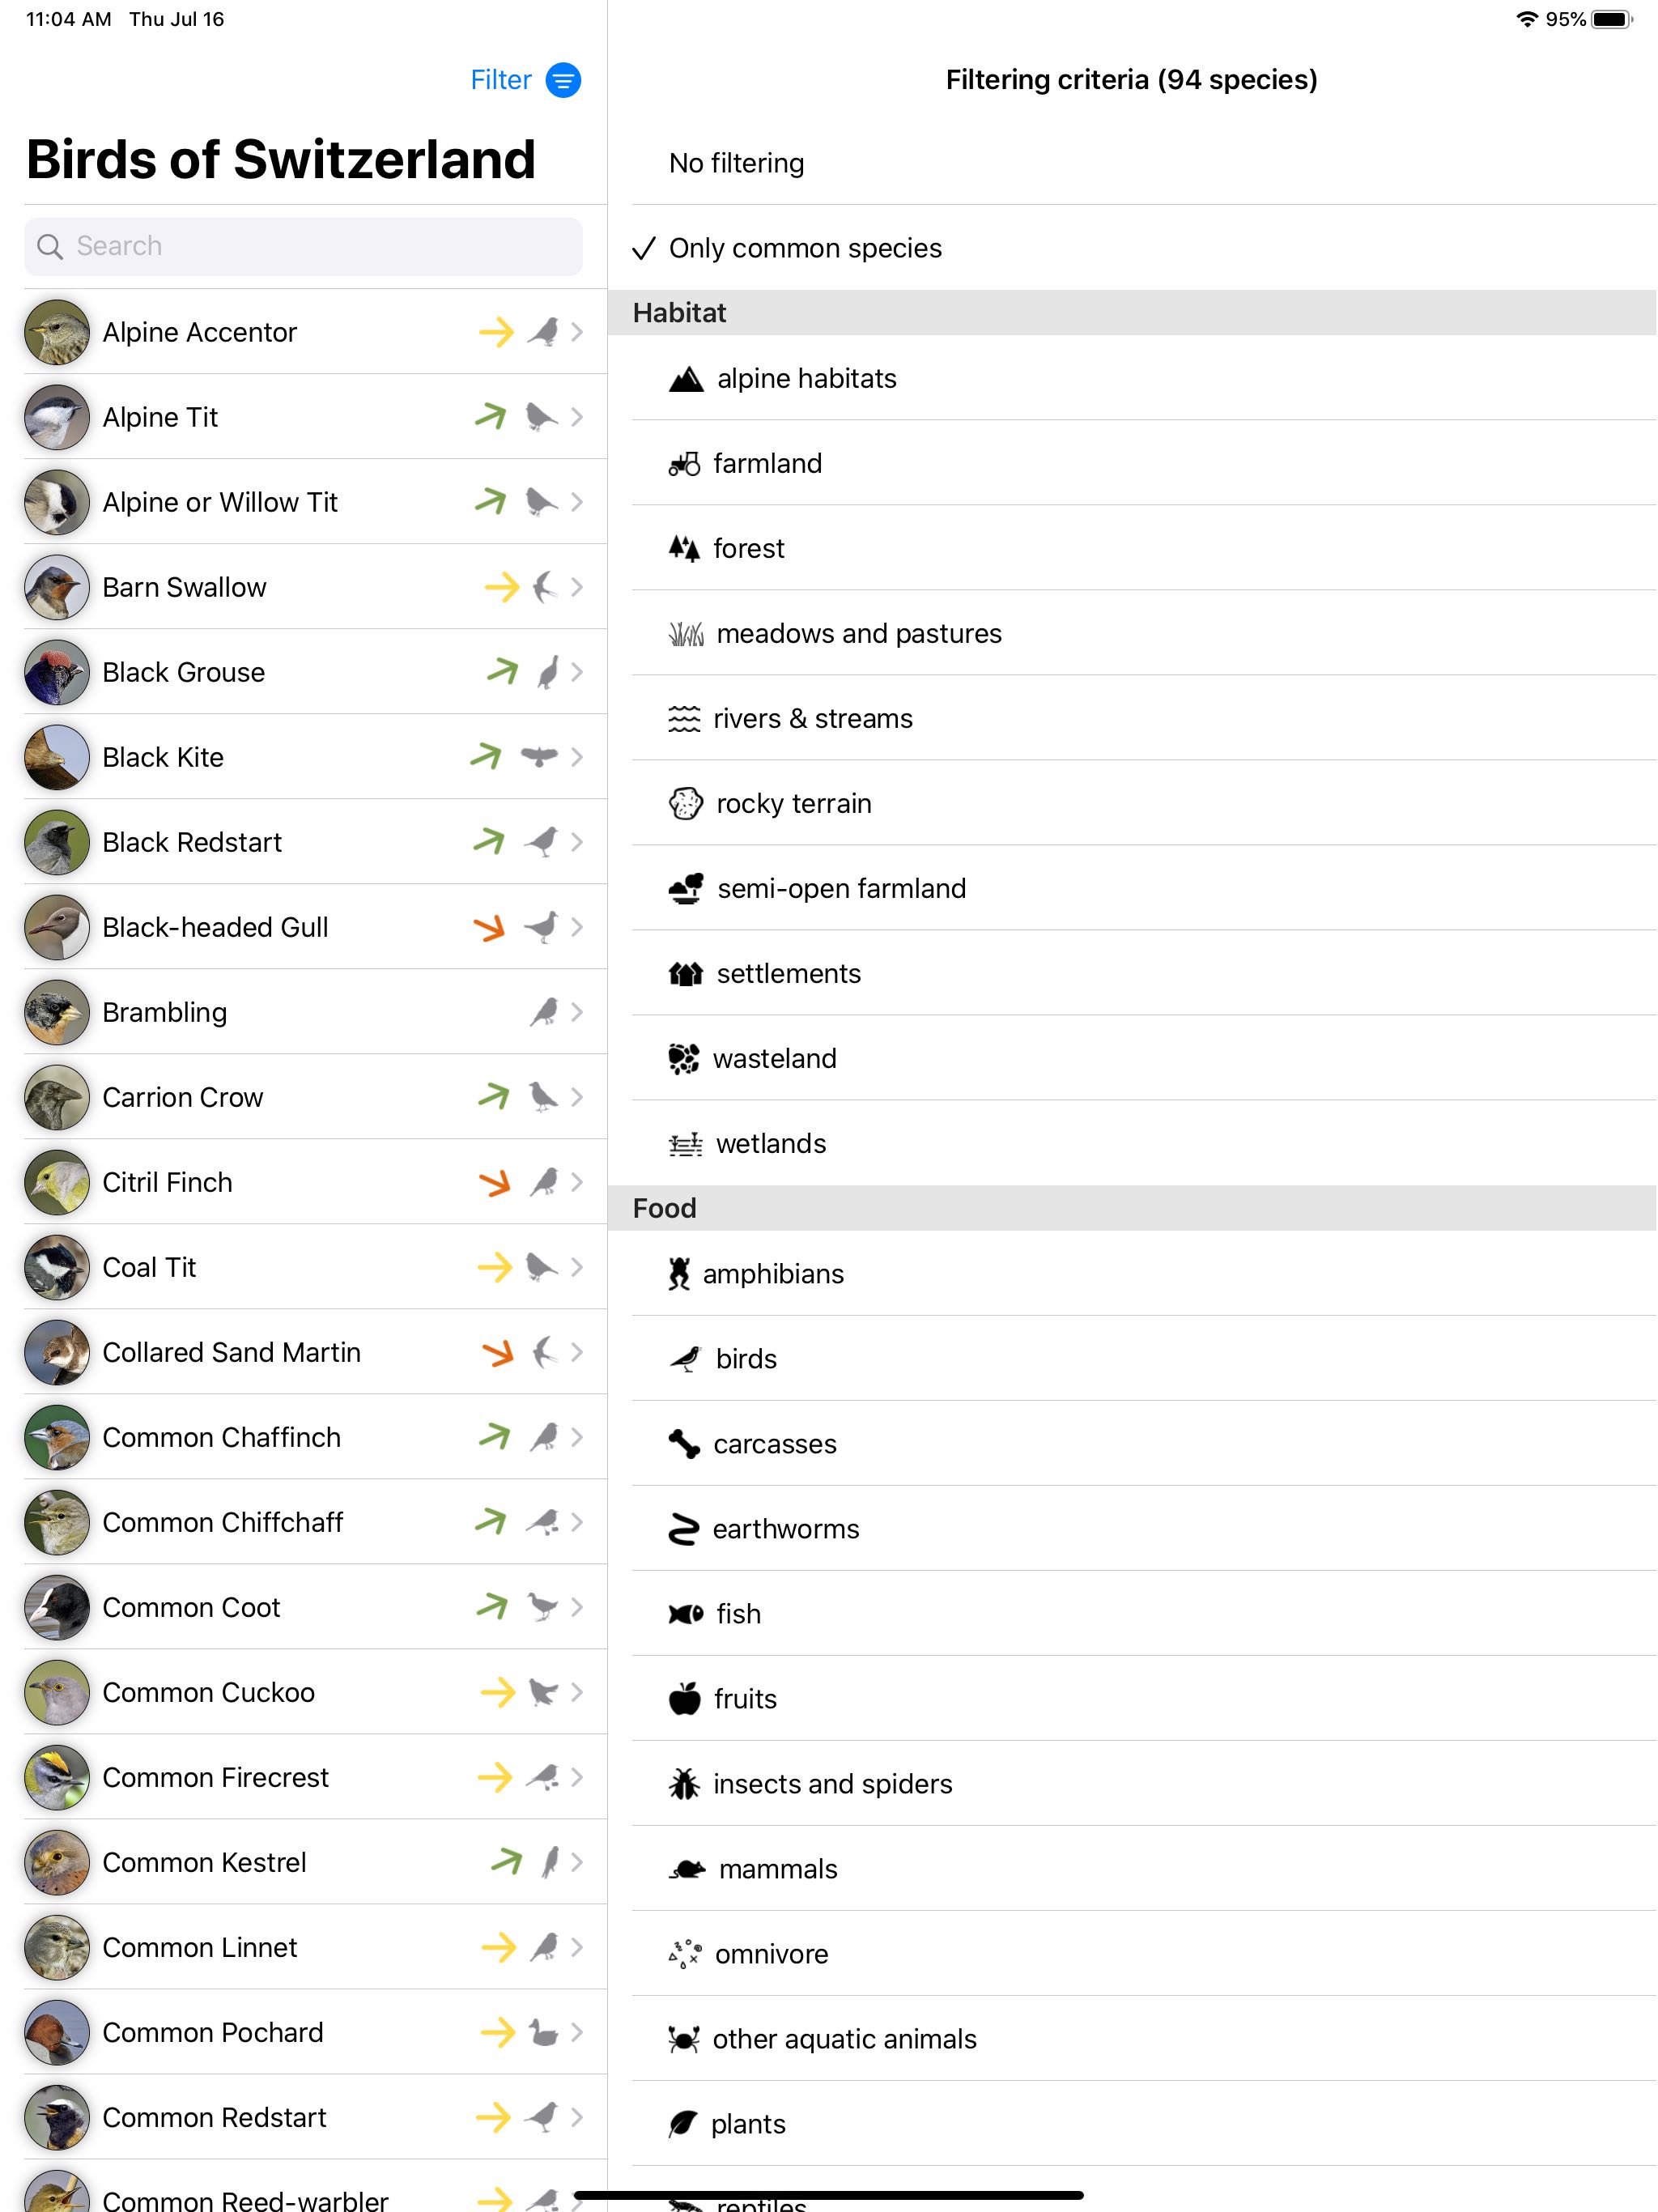 11:04 AM Thu Jul 16
95%
Filter
Birds of Switzerland
Search
Alpine Accentor
Alpine Tit
Alpine or Willow Tit
Barn Swallow
Black Grouse
Black Kite
Black Redstart
Black-headed Gull
Brambling
Carrion Crow
Citril Finch
Coal Tit
Collared Sand Martin
Common Chaffinch
Common Chiffchaff
Common Coot
Common Cuckoo
Common Firecrest
Common Kestrel
Common Linnet
Common Pochard
Common Redstart
Common Reed-warbler
Filtering criteria (94 species)
No filtering
Only common species
Habitat
alpine habitats
farmland
forest
meadows and pastures
rivers & streams
rocky terrain
semi-open farmland
settlements
wasteland
wetlands
Food
amphibians
birds
carcasses
earthworms
fish
fruits
insects and spiders
mammals
omnivore
other aquatic animals
plants
reptiles